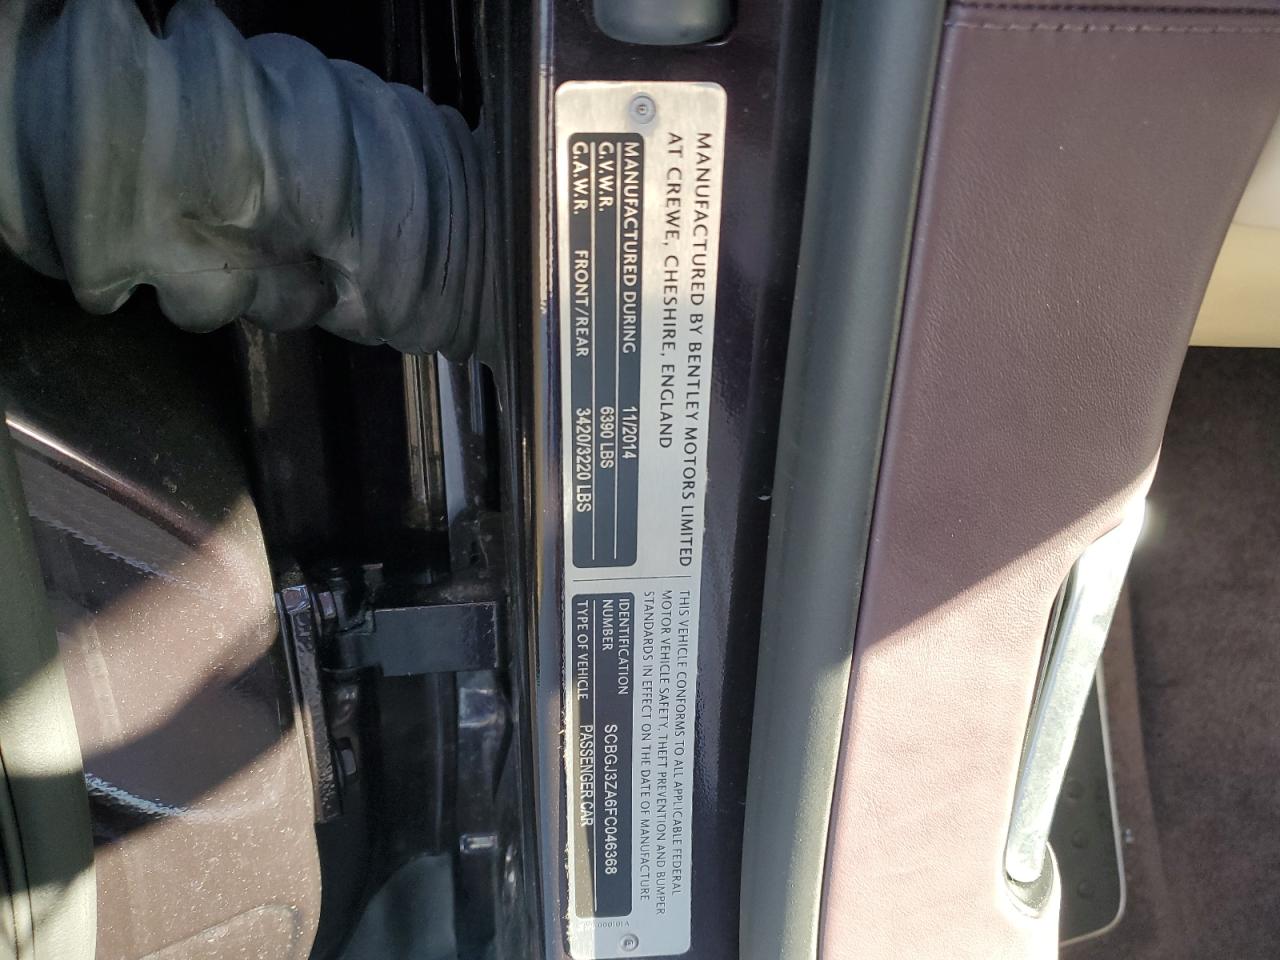 MANUFACTURED BY BENTLEY MOTORS LIMITED
AT CREWE, CHESHIRE, ENGLAND
MANUFACTURED DURING 11/2014
G.V.W.R. 6390 LBS
G.A.W.R. FRONT/REAR 3420/3220 LBS
THIS VEHICLE CONFORMS TO ALL APPLICABLE FEDERAL
MOTOR VEHICLE SAFETY, THEFT PREVENTION AND BUMPER
STANDARDS IN EFFECT ON THE DATE OF MANUFACTURE
IDENTIFICATION
NUMBER SCBGJ3ZA6FC046368
TYPE OF VEHICLE PASSENGER CAR